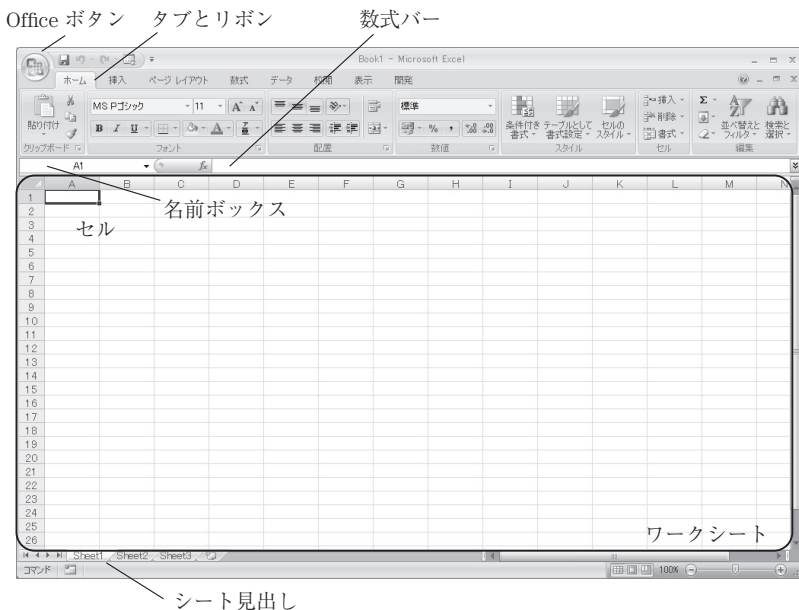 Office ボタン タブとリボン 数式バー
Book1 - Microsoft Excel
ホーム 挿入 ページ レイアウト 数式 データ 校閲 表示 開発
MS Pゴシック 11 標準 挿入 Σ
貼り付け B I U A % 条件付き書式 テーブルとして書式設定 セルのスタイル 削除 書式 並べ替えとフィルタ 検索と選択
クリップボード フォント 配置 数値 スタイル セル 編集
A1 fx
A B C D E F G H I J K L M N
名前ボックス
セル
1
2
3
4
5
6
7
8
9
10
11
12
13
14
15
16
17
18
19
20
21
22
23
24
25
26
ワークシート
Sheet1 Sheet2 Sheet3
コマンド 100%
シート見出し